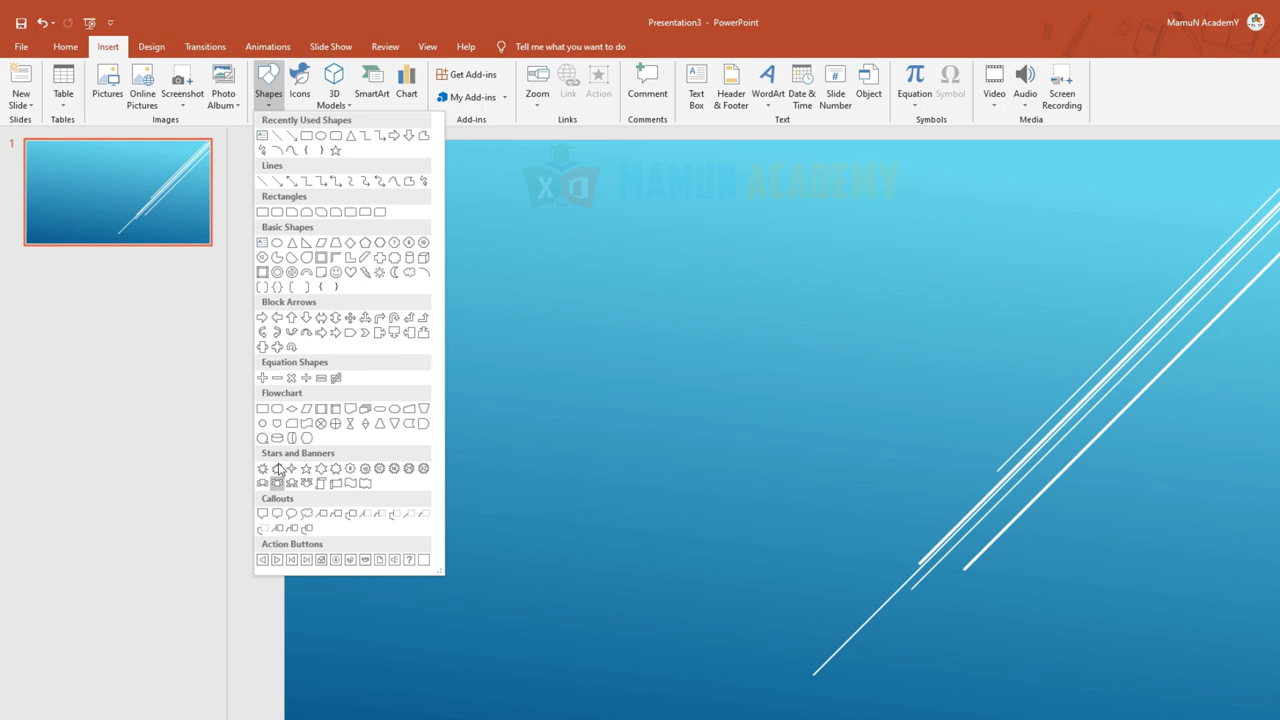 Presentation3 - PowerPoint
MamuN AcademY
File Home Insert Design Transitions Animations Slide Show Review View Help Tell me what you want to do
New Slide
Table
Pictures
Online Pictures
Screenshot
Photo Album
Shapes
Icons
3D Models
SmartArt
Chart
Get Add-ins
My Add-ins
Zoom
Link
Action
Comment
Text Box
Header & Footer
WordArt
Date & Time
Slide Number
Object
Equation
Symbol
Video
Audio
Screen Recording
Slides Tables Images Add-ins Links Comments Text Symbols Media
1
Recently Used Shapes
Lines
Rectangles
Basic Shapes
Block Arrows
Equation Shapes
Flowchart
Stars and Banners
Callouts
Action Buttons
MAMUN ACADEMY